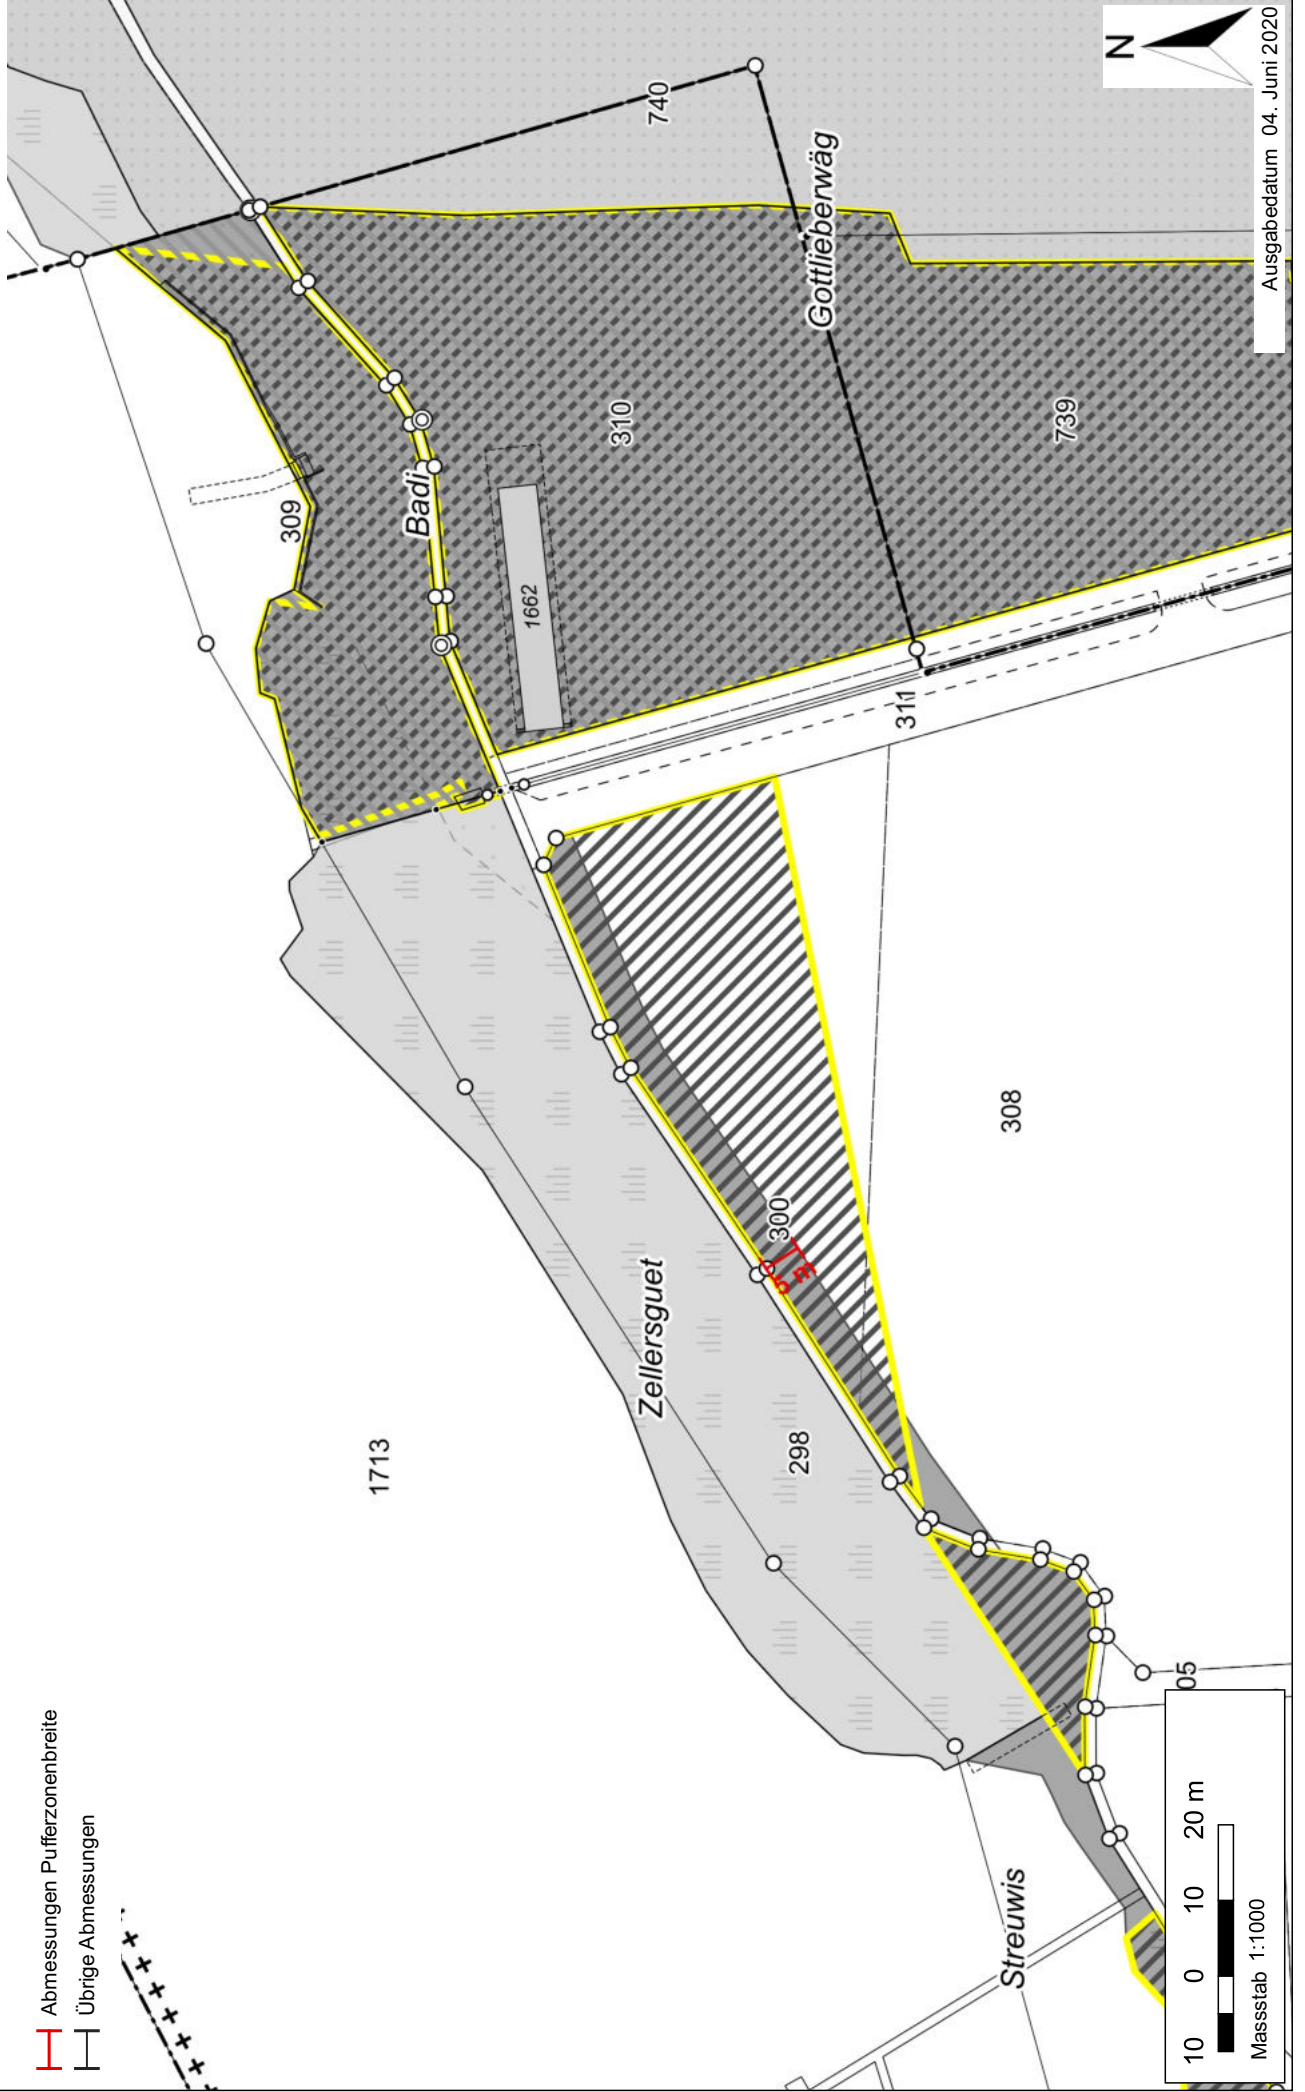 Abmessungen Pufferzonenbreite
Übrige Abmessungen
1713
Streuwis
Zellersguet
298
300
5 m
308
05
309
Badi
1662
310
311
740
Gottlieberwäg
739
N
10 0 10 20 m
Massstab 1:1000
Ausgabedatum 04. Juni 2020